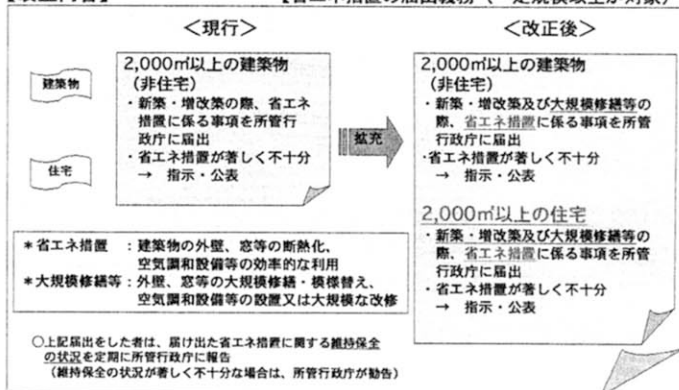 ＜現行＞
＜改正後＞
建築物
住宅
2,000㎡以上の建築物
(非住宅)
・新築・増改築の際、省エネ
措置に係る事項を所管行
政庁に届出
・省エネ措置が著しく不十分
→ 指示・公表
拡充
2,000㎡以上の建築物
(非住宅)
・新築・増改築及び大規模修繕等の
際、省エネ措置に係る事項を所管
行政庁に届出
・省エネ措置が著しく不十分
→ 指示・公表
2,000㎡以上の住宅
・新築・増改築及び大規模修繕等の
際、省エネ措置に係る事項を所管
行政庁に届出
・省エネ措置が著しく不十分
→ 指示・公表
＊省エネ措置 ：建築物の外壁、窓等の断熱化、
空気調和設備等の効率的な利用
＊大規模修繕等：外壁、窓等の大規模修繕・模様替え、
空気調和設備等の設置又は大規模な改修
○上記届出をした者は、届け出た省エネ措置に関する維持保全
の状況を定期に所管行政庁に報告
(維持保全の状況が著しく不十分な場合は、所管行政庁が勧告)